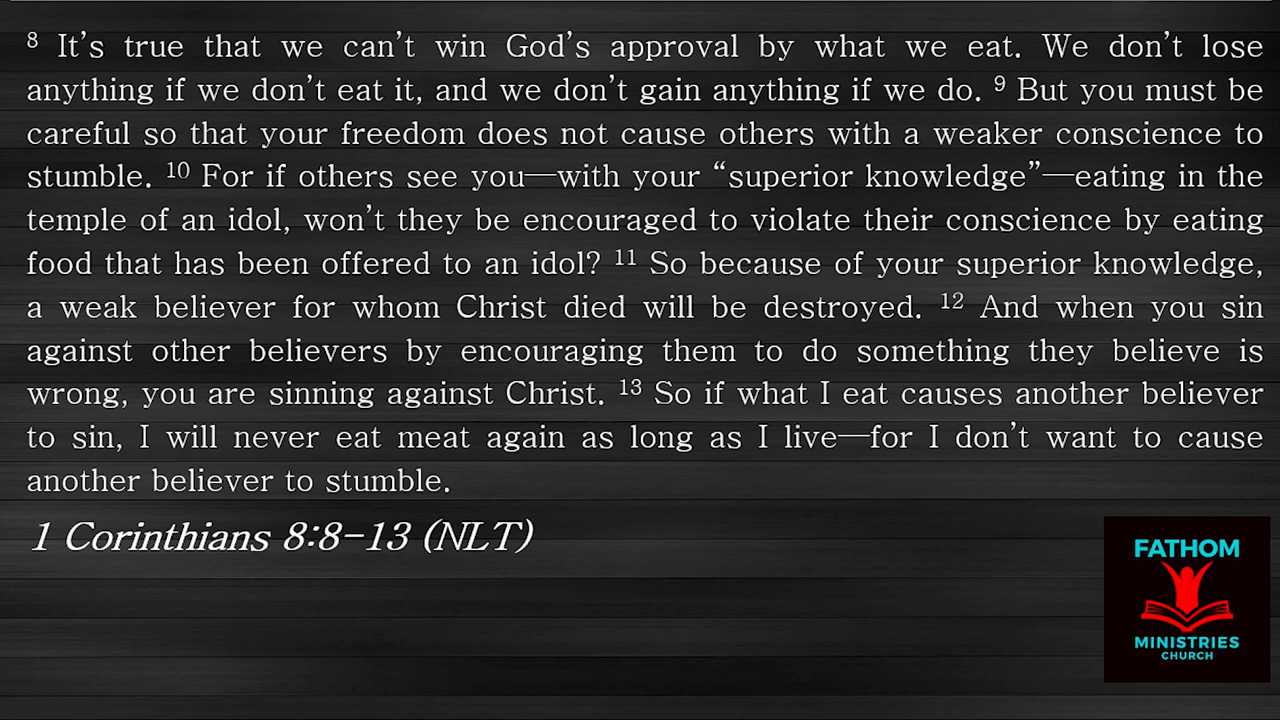 ⁸ It’s true that we can’t win God’s approval by what we eat. We don’t lose
anything if we don’t eat it, and we don’t gain anything if we do. ⁹ But you must be
careful so that your freedom does not cause others with a weaker conscience to
stumble. ¹⁰ For if others see you—with your “superior knowledge”—eating in the
temple of an idol, won’t they be encouraged to violate their conscience by eating
food that has been offered to an idol? ¹¹ So because of your superior knowledge,
a weak believer for whom Christ died will be destroyed. ¹² And when you sin
against other believers by encouraging them to do something they believe is
wrong, you are sinning against Christ. ¹³ So if what I eat causes another believer
to sin, I will never eat meat again as long as I live—for I don’t want to cause
another believer to stumble.
1 Corinthians 8:8-13 (NLT)
FATHOM
MINISTRIES
CHURCH